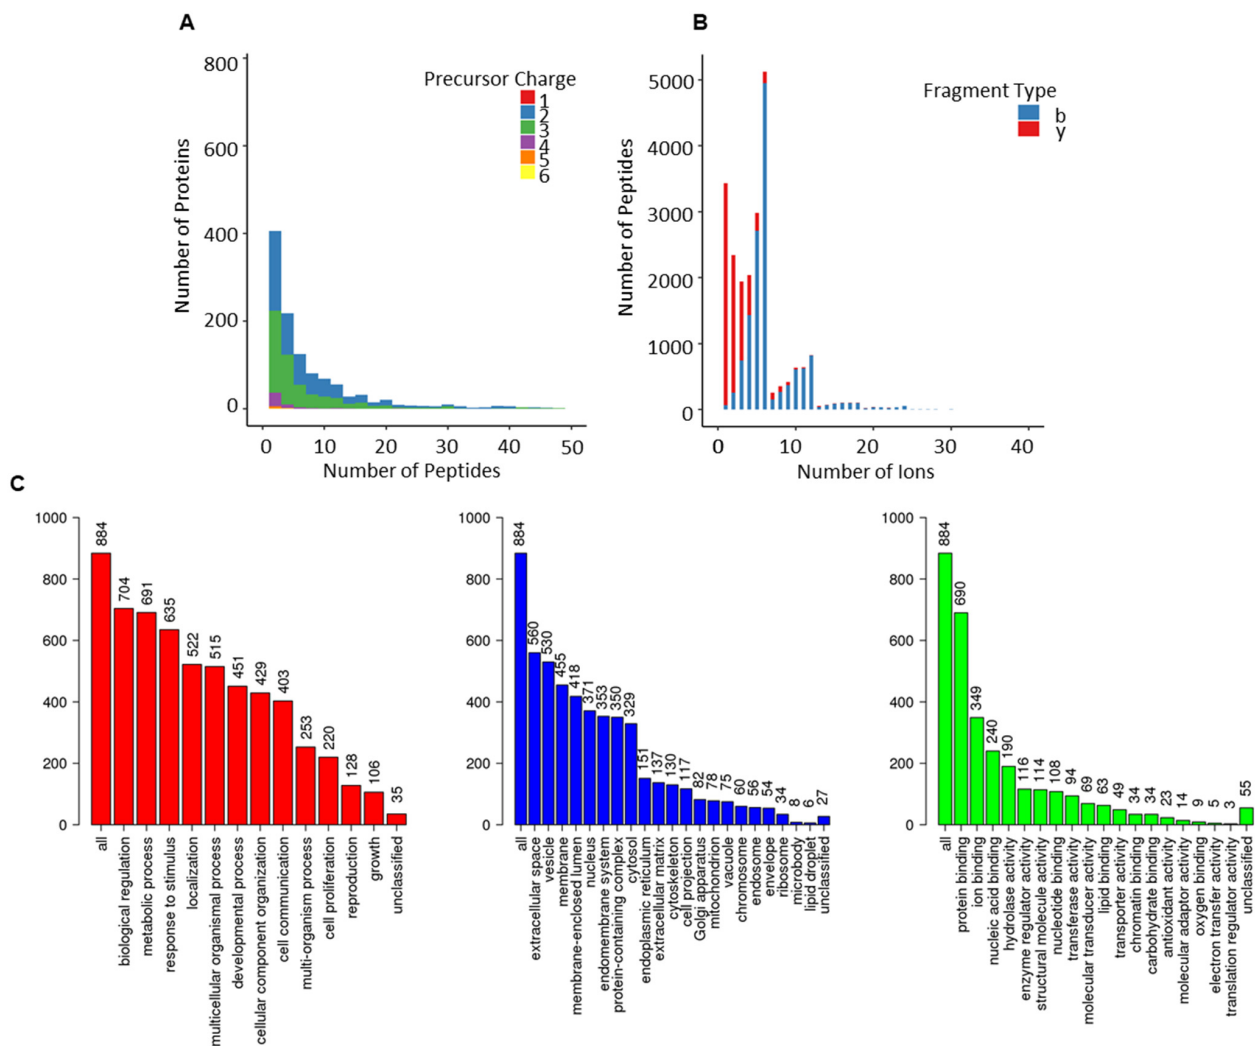 A
800
600
400
200
0
Number of Proteins
Precursor Charge
1
2
3
4
5
6
0
10
20
30
40
50
Number of Peptides
B
5000
4000
3000
2000
1000
0
Number of Peptides
Fragment Type
b
y
0
10
20
30
40
Number of Ions
C
1000
800
600
400
200
0
884
704
691
635
522
515
451
429
403
253
220
128
106
35
all
biological regulation
metabolic process
response to stimulus
localization
multicellular organismal process
developmental process
cellular component organization
cell communication
multi-organism process
cell proliferation
reproduction
growth
unclassified
1000
800
600
400
200
0
884
560
530
455
418
371
353
350
329
151
137
130
117
82
78
75
60
56
54
34
8
6
27
all
extracellular space
vesicle
membrane
membrane-enclosed lumen
nucleus
endomembrane system
protein-containing complex
cytosol
endoplasmic reticulum
extracellular matrix
cytoskeleton
cell projection
Golgi apparatus
mitochondrion
vacuole
chromosome
endosome
envelope
ribosome
microbody
lipid droplet
unclassified
1000
800
600
400
200
0
884
690
349
240
190
116
114
108
94
69
63
49
34
34
23
14
9
5
3
55
all
protein binding
ion binding
nucleic acid binding
hydrolase activity
enzyme regulator activity
structural molecule activity
nucleotide binding
transferase activity
molecular transducer activity
lipid binding
transporter activity
chromatin binding
carbohydrate binding
antioxidant activity
molecular adaptor activity
oxygen binding
electron transfer activity
translation regulator activity
unclassified